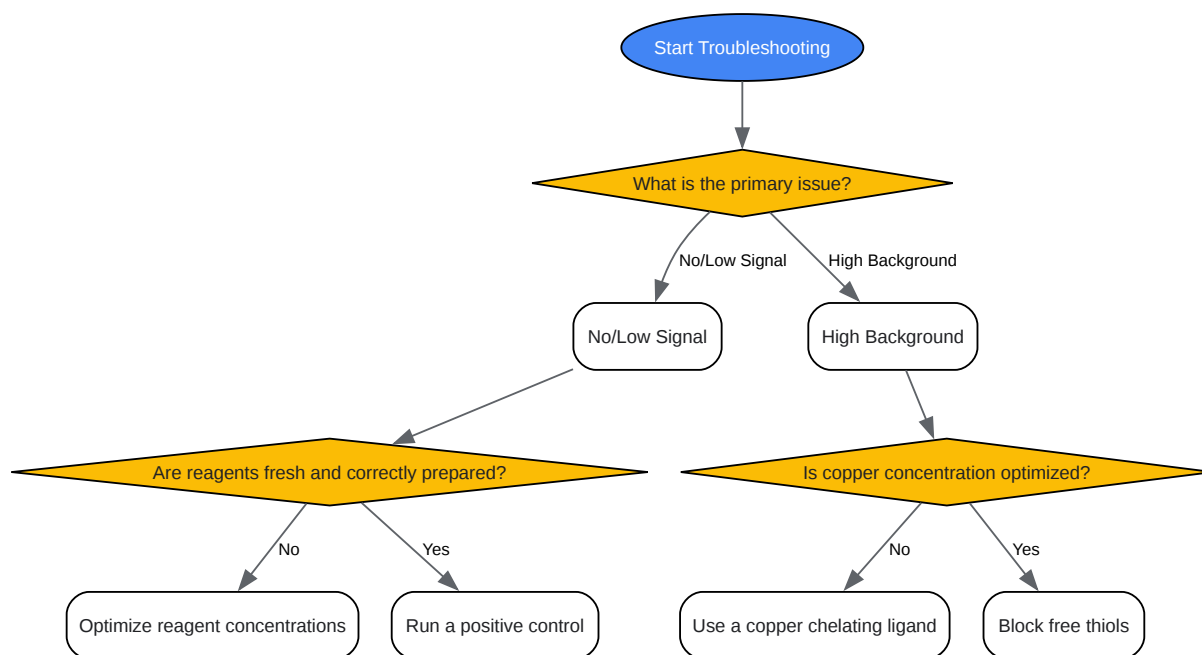 Start Troubleshooting
What is the primary issue?
No/Low Signal
High Background
No/Low Signal
High Background
Are reagents fresh and correctly prepared?
Is copper concentration optimized?
No
Yes
No
Yes
Optimize reagent concentrations
Run a positive control
Use a copper chelating ligand
Block free thiols